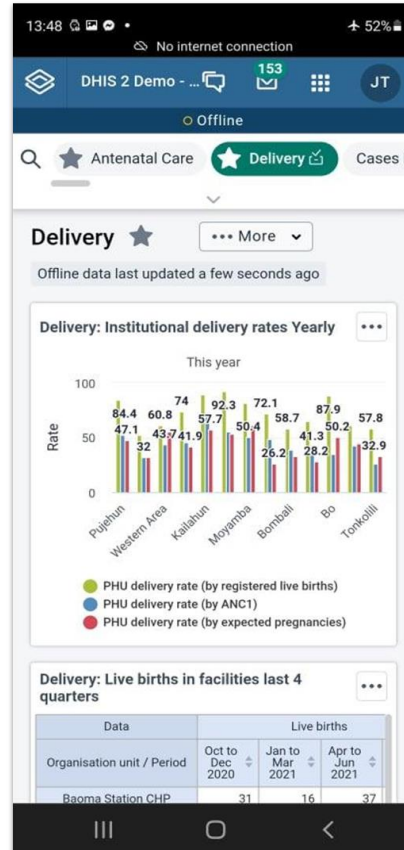 13:48
52%
No internet connection
DHIS 2 Demo - ...
153
JT
Offline
Antenatal Care
Delivery
Cases
Delivery
More
Offline data last updated a few seconds ago
Delivery: Institutional delivery rates Yearly
This year
Rate
100
50
0
84.4
47.1
32
60.8
43.7
74
41.9
57.7
92.3
50.4
72.1
26.2
58.7
41.3
28.2
87.9
50.2
57.8
32.9
Pujehun
Western Area
Kailahun
Moyamba
Bombali
Bo
Tonkolili
PHU delivery rate (by registered live births)
PHU delivery rate (by ANC1)
PHU delivery rate (by expected pregnancies)
Delivery: Live births in facilities last 4
quarters
Data
Live births
Organisation unit / Period
Oct to
Dec
2020
Jan to
Mar
2021
Apr to
Jun
2021
Baoma Station CHP
31
16
37